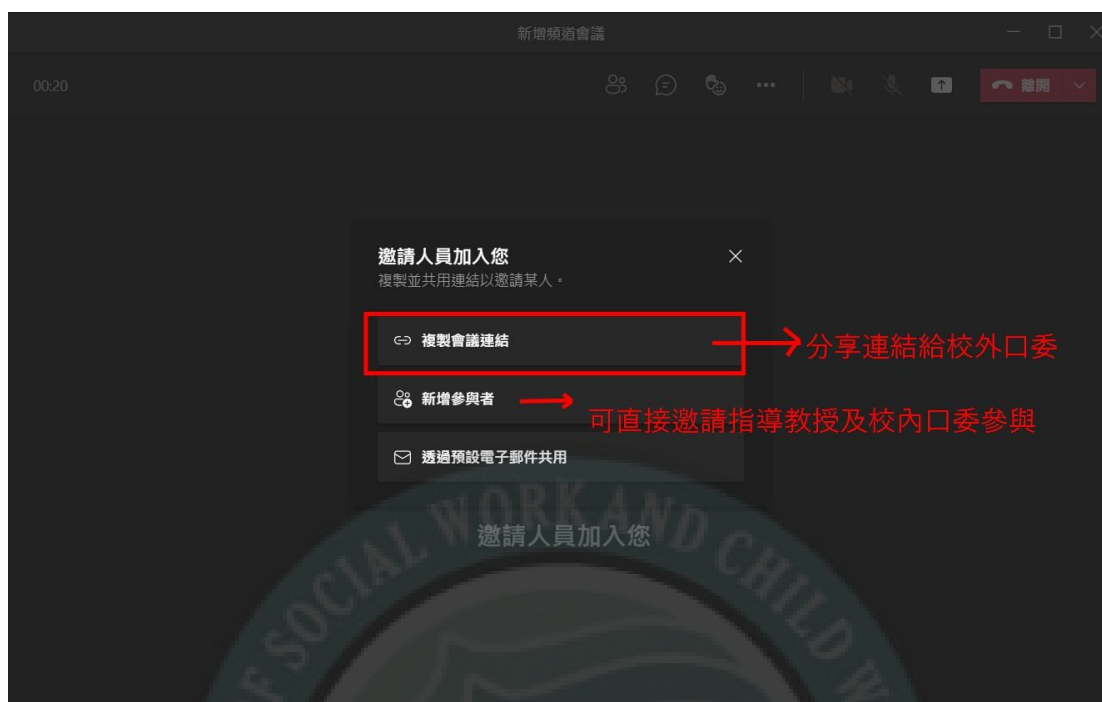 新增頻道會議
00:20
離開
邀請人員加入您
複製並共用連結以邀請某人。
複製會議連結
分享連結給校外口委
新增參與者
可直接邀請指導教授及校內口委參與
透過預設電子郵件共用
邀請人員加入您
OF SOCIAL WORK AND CHILD W